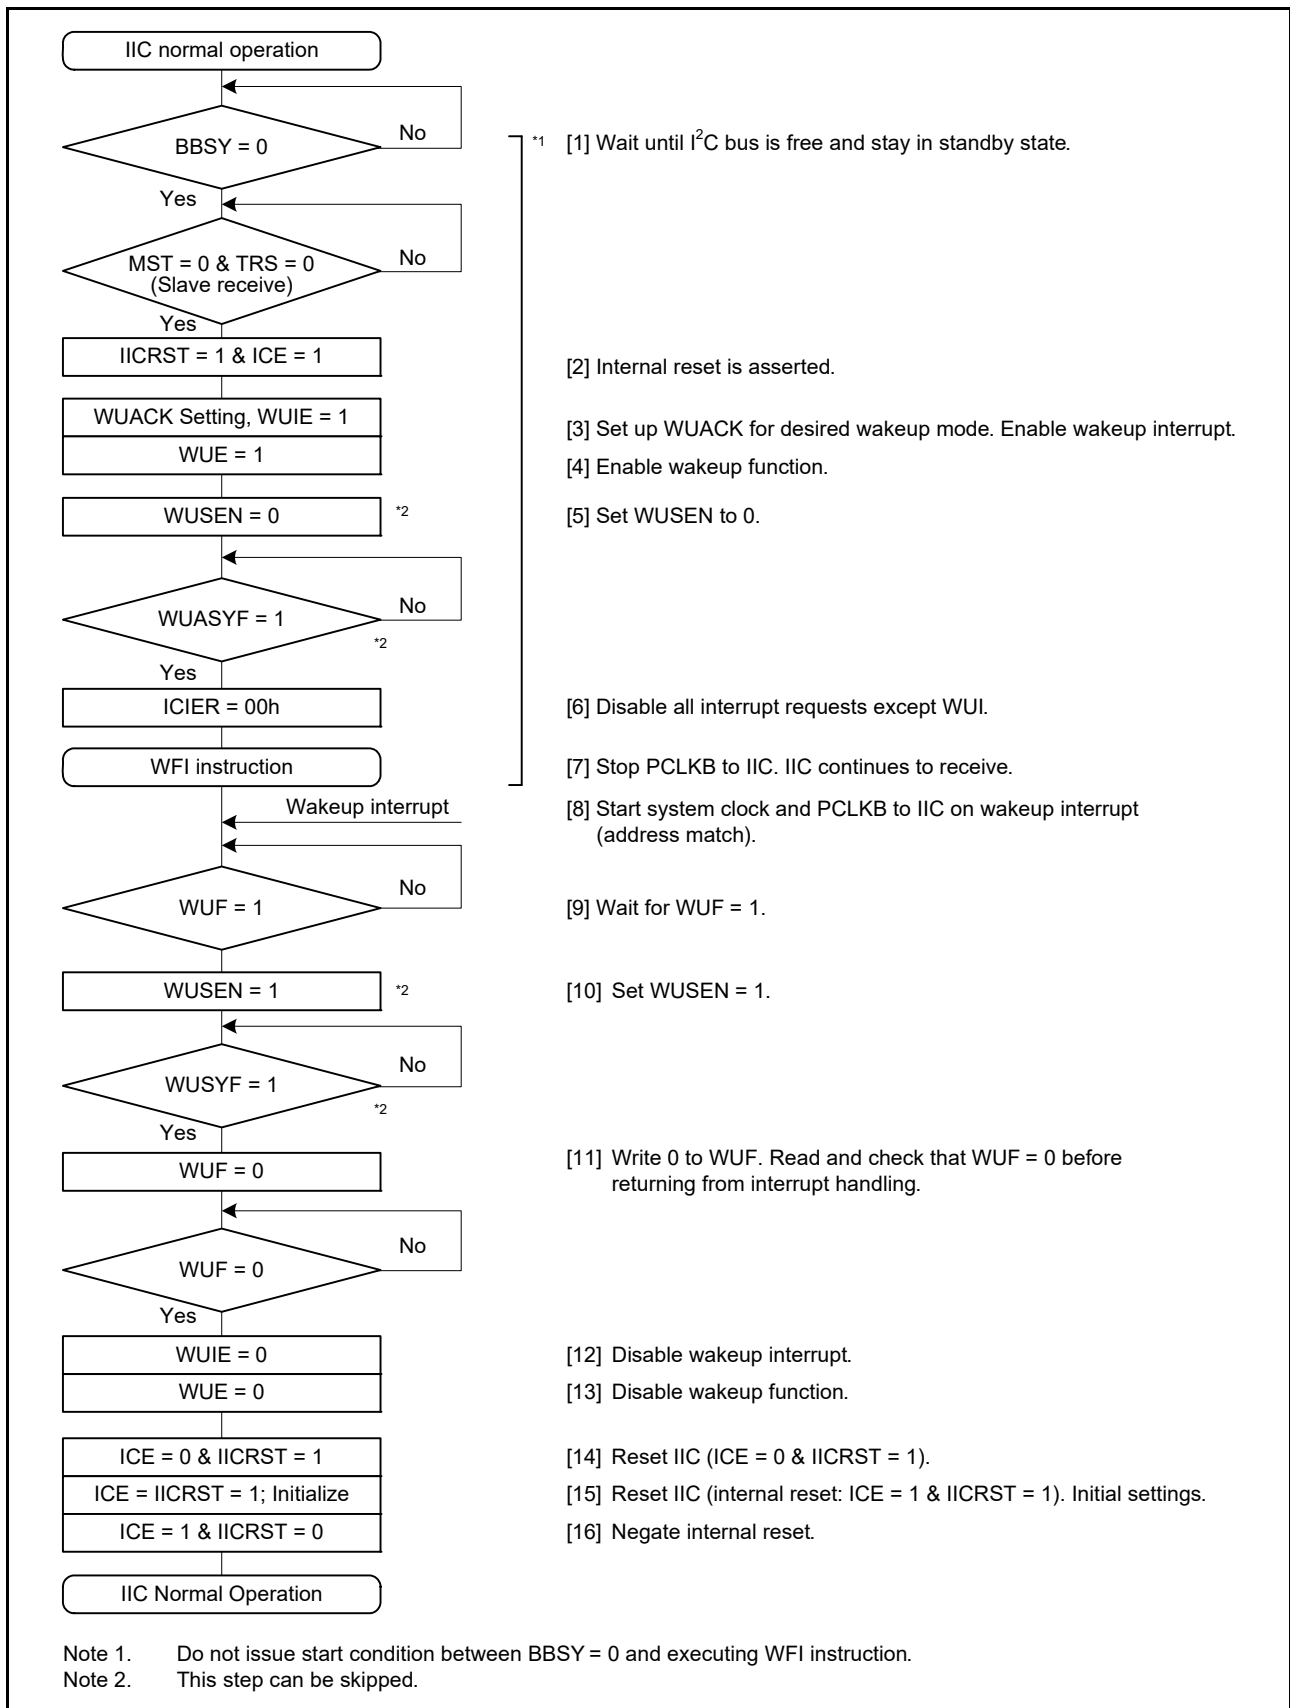 IIC normal operation
BBSY = 0
No
*1 [1] Wait until I²C bus is free and stay in standby state.
Yes
MST = 0 & TRS = 0
(Slave receive)
No
Yes
IICRST = 1 & ICE = 1
[2] Internal reset is asserted.
WUACK Setting, WUIE = 1
[3] Set up WUACK for desired wakeup mode. Enable wakeup interrupt.
WUE = 1
[4] Enable wakeup function.
WUSEN = 0 *2
[5] Set WUSEN to 0.
WUASYF = 1
No
*2
Yes
ICIER = 00h
[6] Disable all interrupt requests except WUI.
WFI instruction
[7] Stop PCLKB to IIC. IIC continues to receive.
Wakeup interrupt
[8] Start system clock and PCLKB to IIC on wakeup interrupt
(address match).
WUF = 1
No
[9] Wait for WUF = 1.
WUSEN = 1 *2
[10] Set WUSEN = 1.
WUSYF = 1
No
*2
Yes
WUF = 0
[11] Write 0 to WUF. Read and check that WUF = 0 before
returning from interrupt handling.
WUF = 0
No
Yes
WUIE = 0
[12] Disable wakeup interrupt.
WUE = 0
[13] Disable wakeup function.
ICE = 0 & IICRST = 1
[14] Reset IIC (ICE = 0 & IICRST = 1).
ICE = IICRST = 1; Initialize
[15] Reset IIC (internal reset: ICE = 1 & IICRST = 1). Initial settings.
ICE = 1 & IICRST = 0
[16] Negate internal reset.
IIC Normal Operation
Note 1. Do not issue start condition between BBSY = 0 and executing WFI instruction.
Note 2. This step can be skipped.